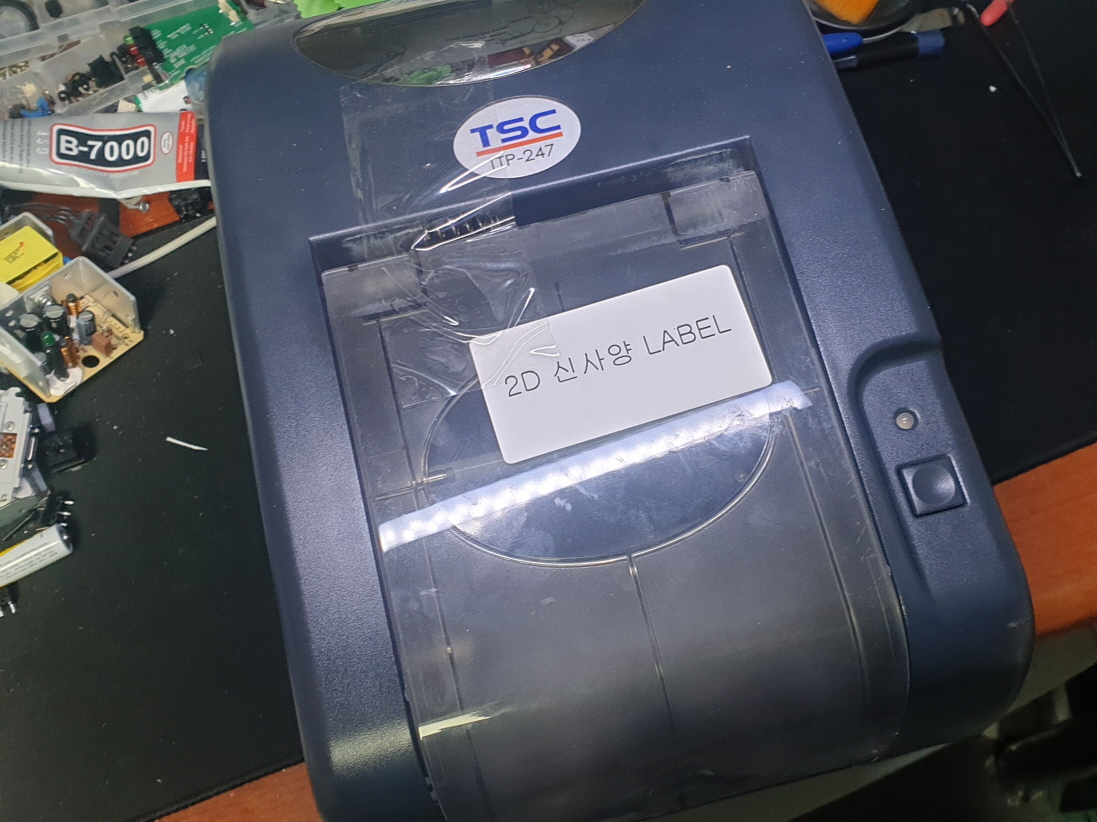 TSC
TTP-247
B-7000
2D 신사양 LABEL